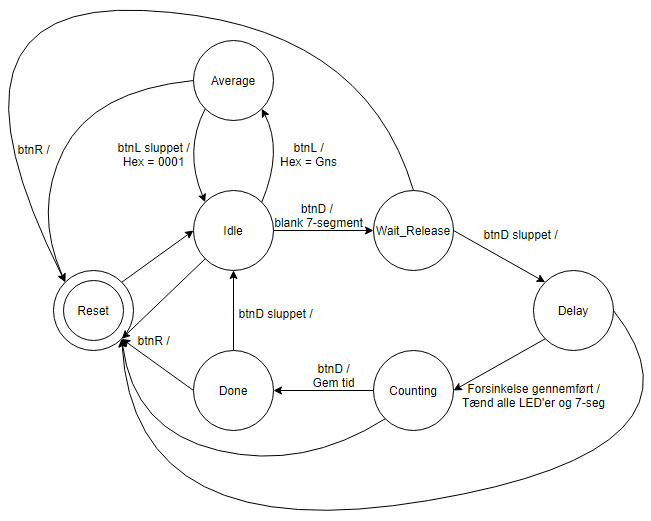 Average
btnR /
btnL sluppet /
Hex = 0001
btnL /
Hex = Gns
btnD /
blank 7-segment
Idle
Wait_Release
btnD sluppet /
Reset
Delay
btnD sluppet /
btnR /
btnD /
Gem tid
Done
Counting
Forsinkelse gennemført /
Tænd alle LED'er og 7-seg